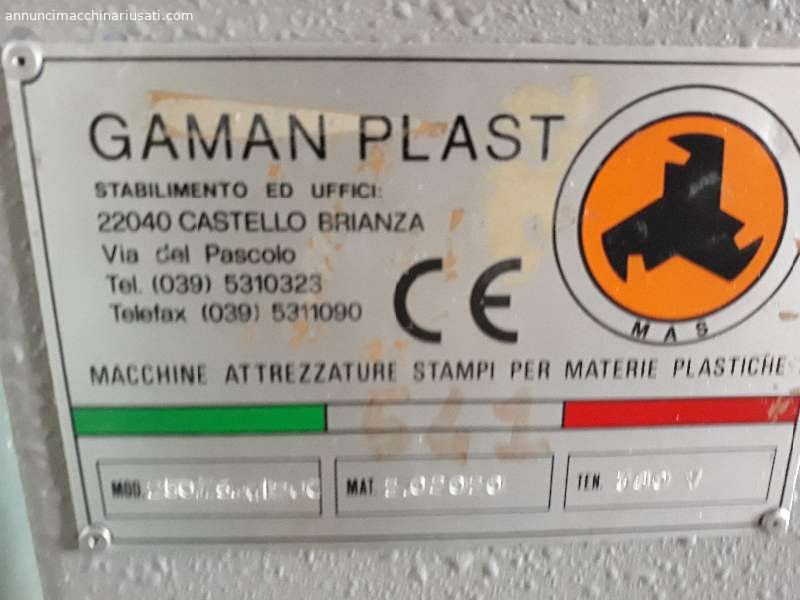 annuncimacchinariusati.com
GAMAN PLAST
STABILIMENTO ED UFFICI:
22040 CASTELLO BRIANZA
Via del Pascolo
Tel. (039) 5310323
Telefax (039) 5311090
CE
MAS
MACCHINE ATTREZZATURE STAMPI PER MATERIE PLASTICHE
641
MOD.
MAT.
TEN. V